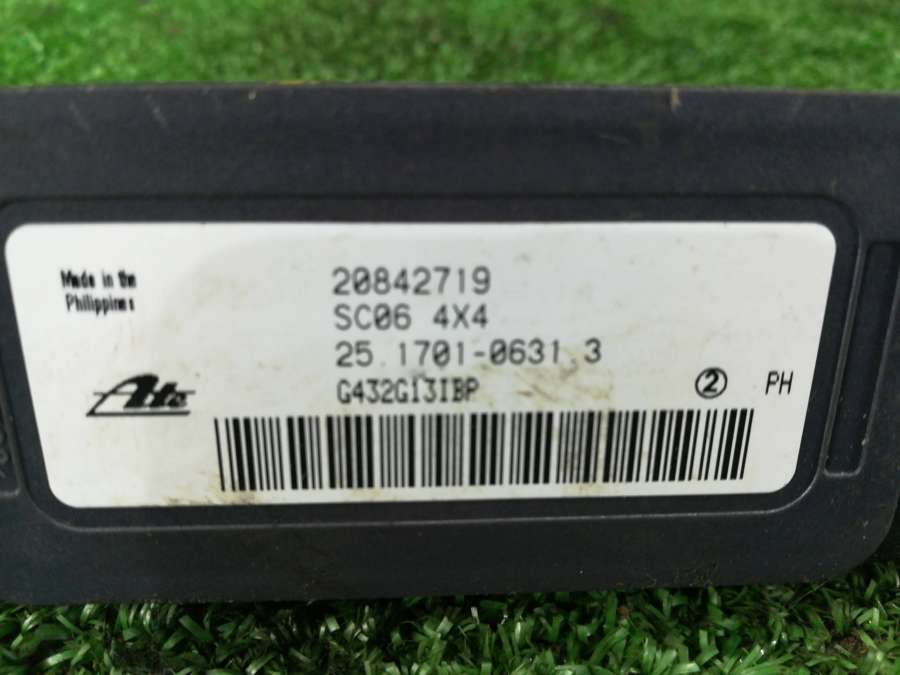 Made in the
Philippines
20842719
SC06 4X4
25.1701-0631.3
G432G13IBP
② PH
Ate